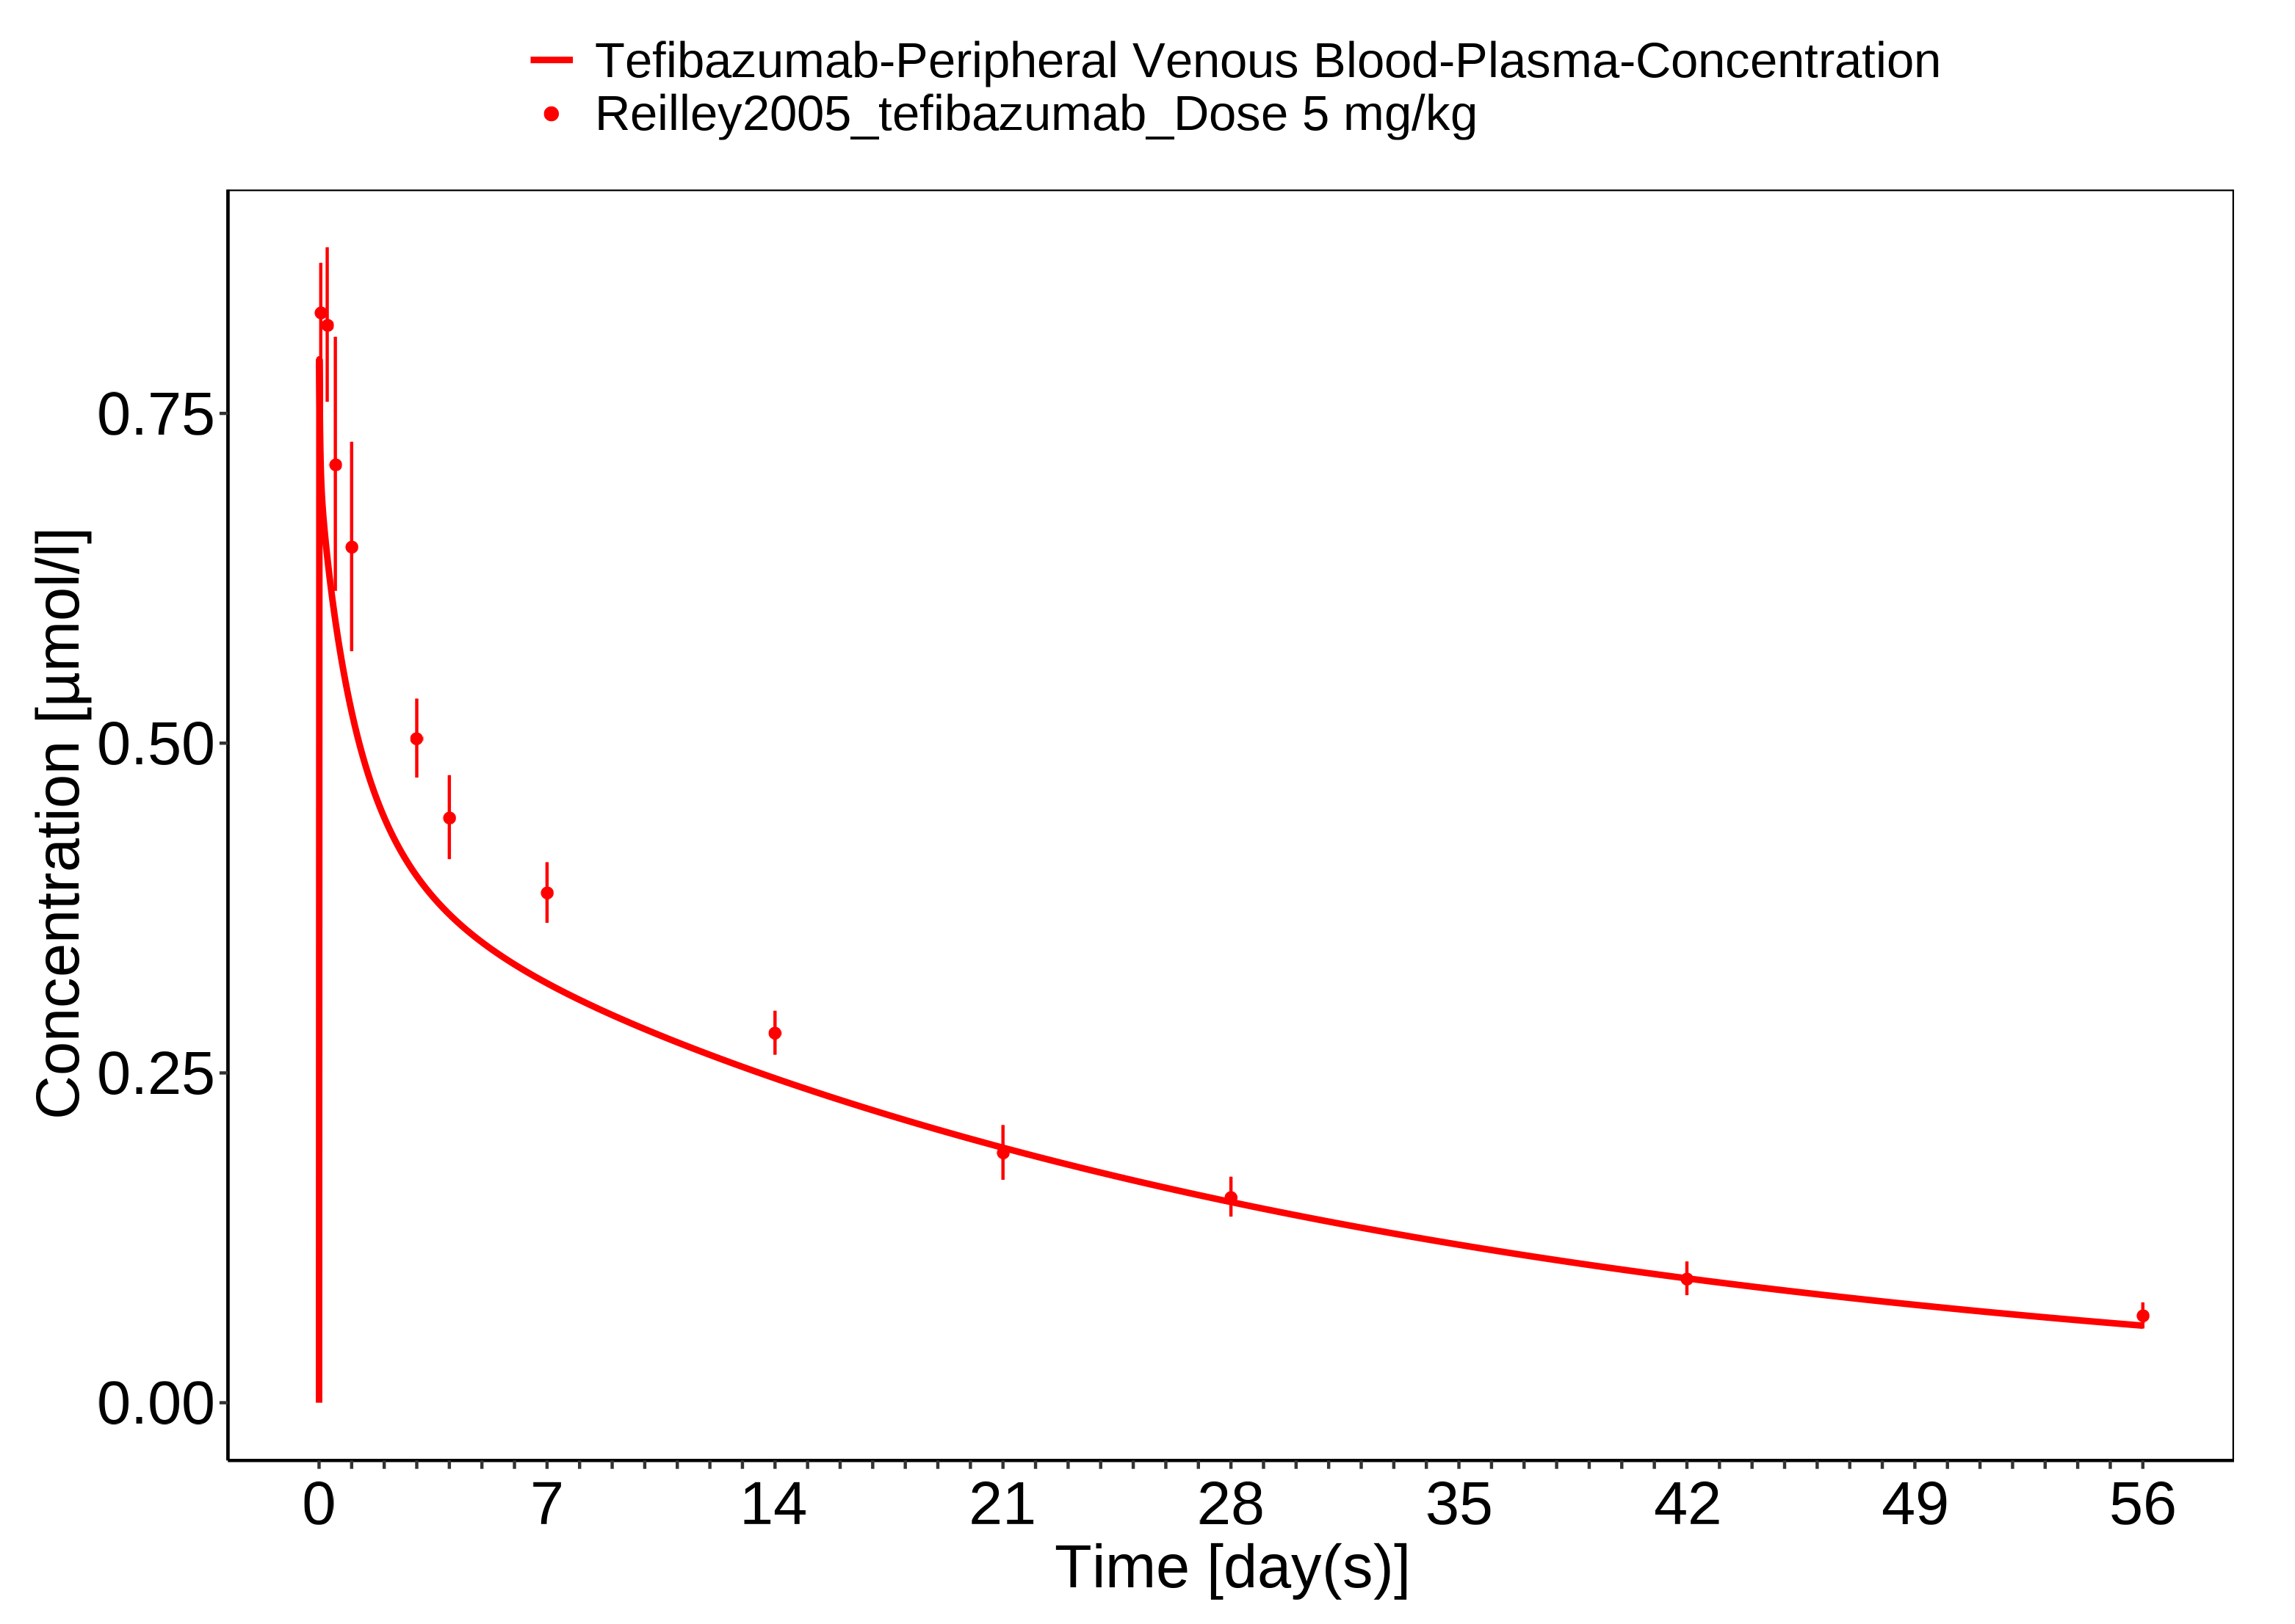 Tefibazumab-Peripheral Venous Blood-Plasma-Concentration
Reilley2005_tefibazumab_Dose 5 mg/kg
Concentration [µmol/l]
0.75
0.50
0.25
0.00
0 7 14 21 28 35 42 49 56
Time [day(s)]